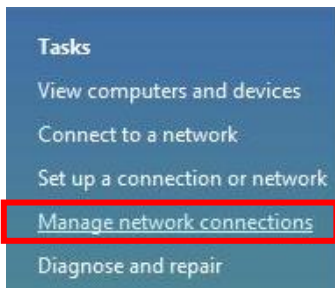 Tasks
View computers and devices
Connect to a network
Set up a connection or network
Manage network connections
Diagnose and repair